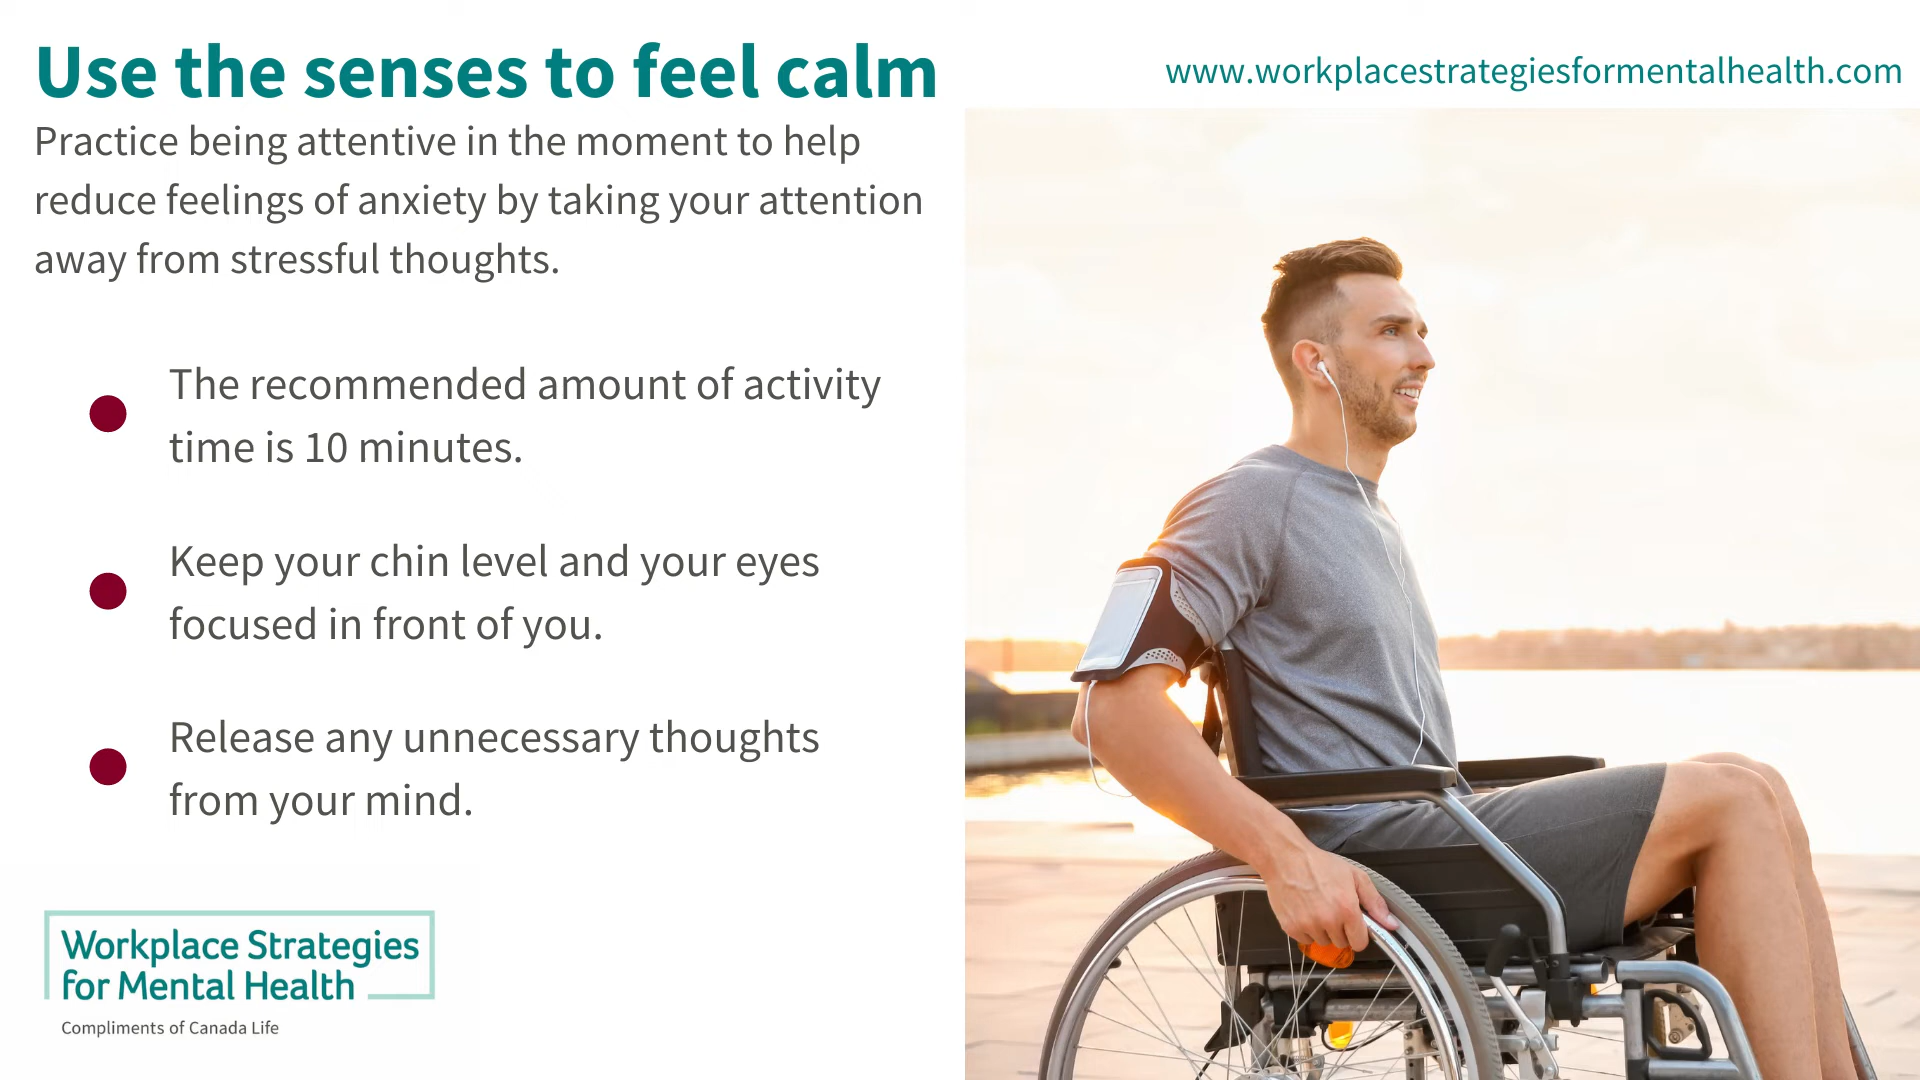 Use the senses to feel calm
www.workplacestrategiesformentalhealth.com
Practice being attentive in the moment to help
reduce feelings of anxiety by taking your attention
away from stressful thoughts.
The recommended amount of activity
time is 10 minutes.
Keep your chin level and your eyes
focused in front of you.
Release any unnecessary thoughts
from your mind.
Workplace Strategies
for Mental Health
Compliments of Canada Life